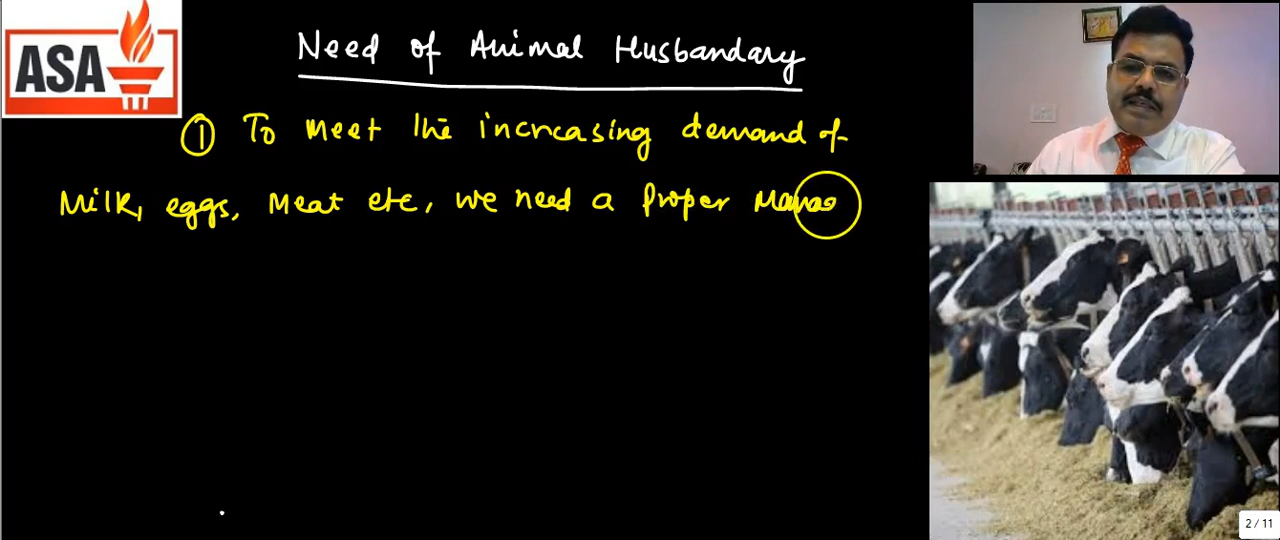 ASA
Need of Animal Husbandary
① To meet the increasing demand of
Milk, eggs, Meat etc, we need a proper
2 / 11